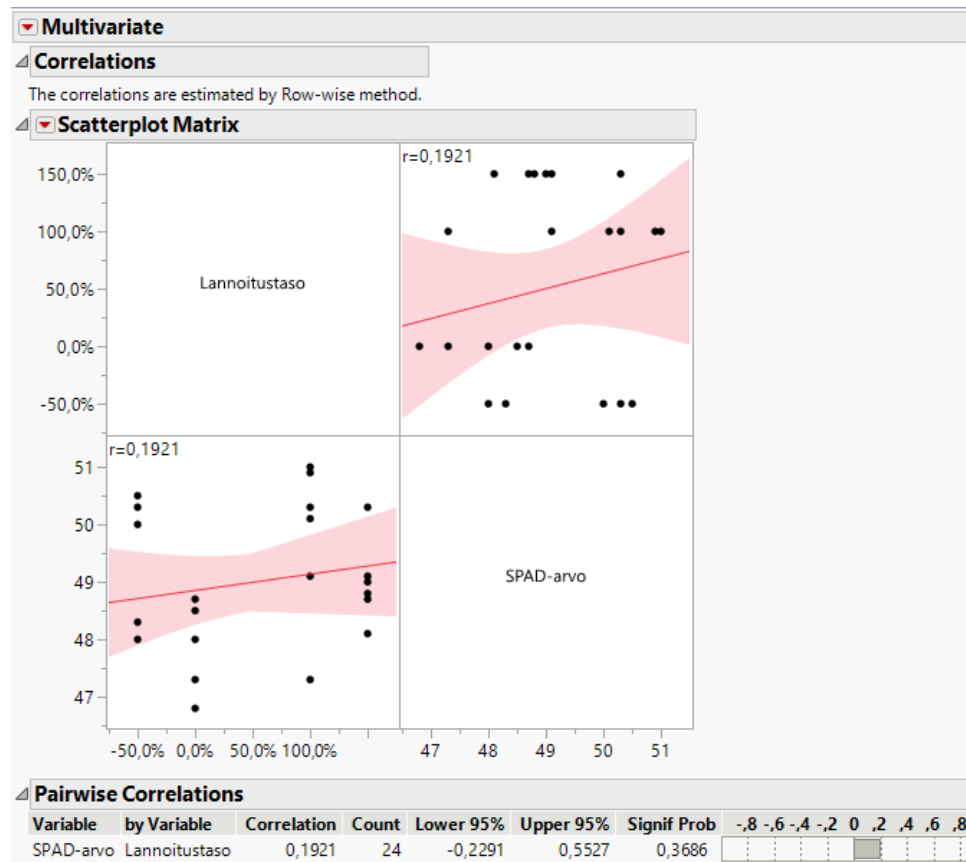 Multivariate
Correlations
The correlations are estimated by Row-wise method.
Scatterplot Matrix
r=0,1921
150,0%
100,0%
50,0%
0,0%
-50,0%
Lannoitustaso
r=0,1921
51
50
49
48
47
SPAD-arvo
-50,0% 0,0% 50,0% 100,0% 47 48 49 50 51
Pairwise Correlations
Variable by Variable Correlation Count Lower 95% Upper 95% Signif Prob -,8 -,6 -,4 -,2 0 ,2 ,4 ,6 ,8
SPAD-arvo Lannoitustaso 0,1921 24 -0,2291 0,5527 0,3686